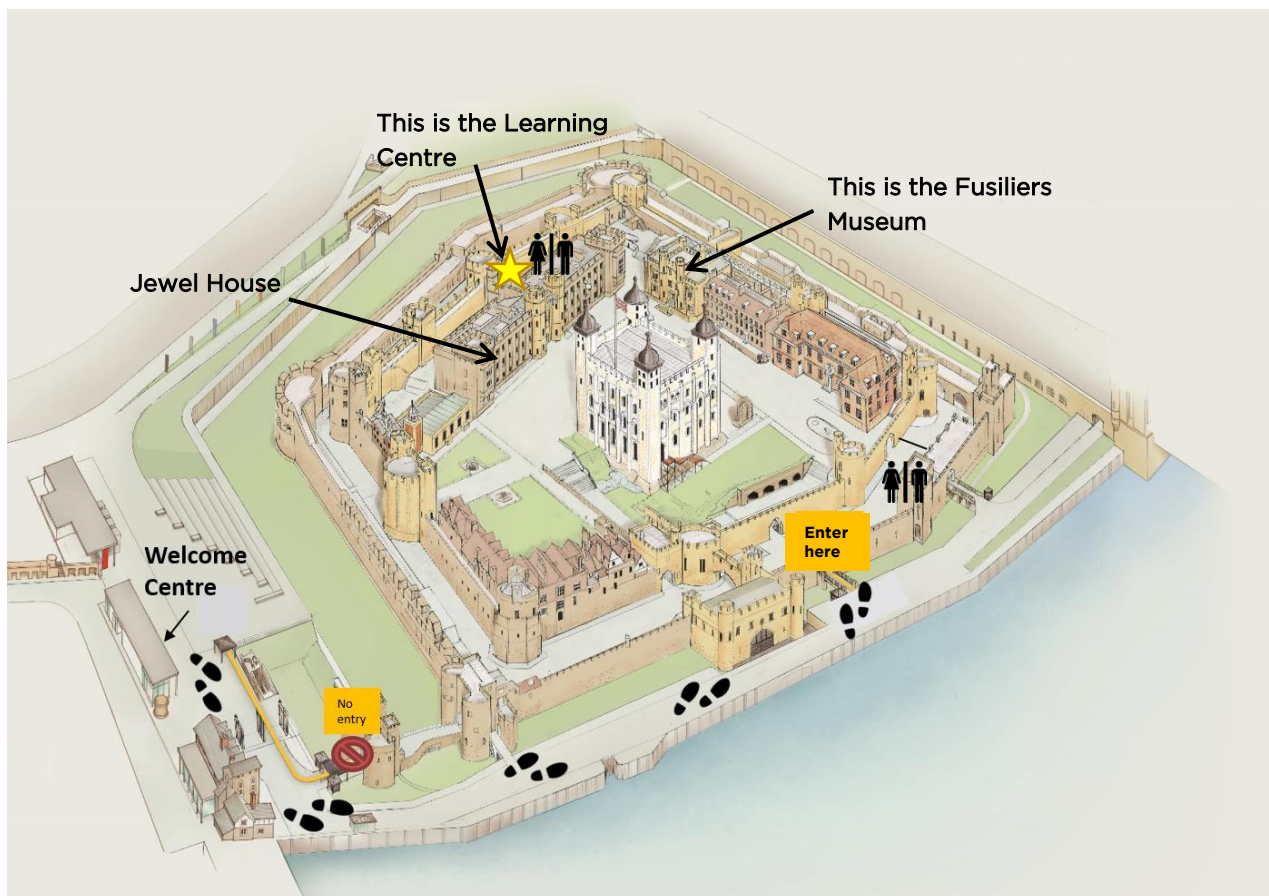 This is the Learning
Centre
This is the Fusiliers
Museum
Jewel House
Enter
here
Welcome
Centre
No
entry